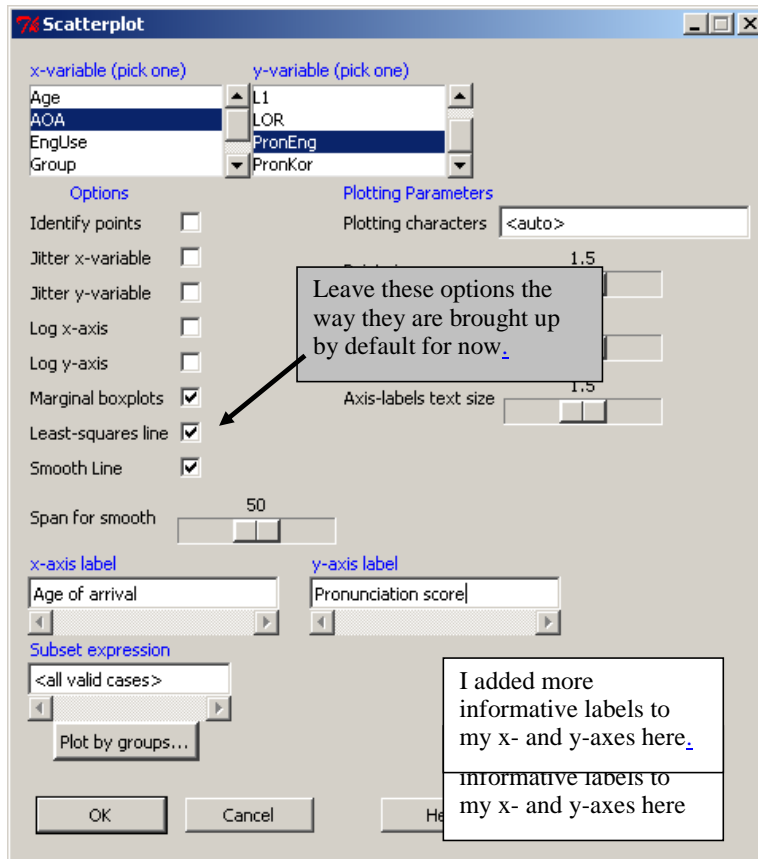 Scatterplot
x-variable (pick one) y-variable (pick one)
Age L1
AOA LOR
EngUse PronEng
Group PronKor
Options Plotting Parameters
Identify points Plotting characters <auto>
Jitter x-variable 1.5
Jitter y-variable
Leave these options the
way they are brought up
by default for now.
Log x-axis
Log y-axis
Marginal boxplots Axis-labels text size 1.5
Least-squares line
Smooth Line
Span for smooth 50
x-axis label y-axis label
Age of arrival Pronunciation score
Subset expression
<all valid cases>
Plot by groups...
I added more
informative labels to
my x- and y-axes here.
informative labels to
my x- and y-axes here
OK Cancel